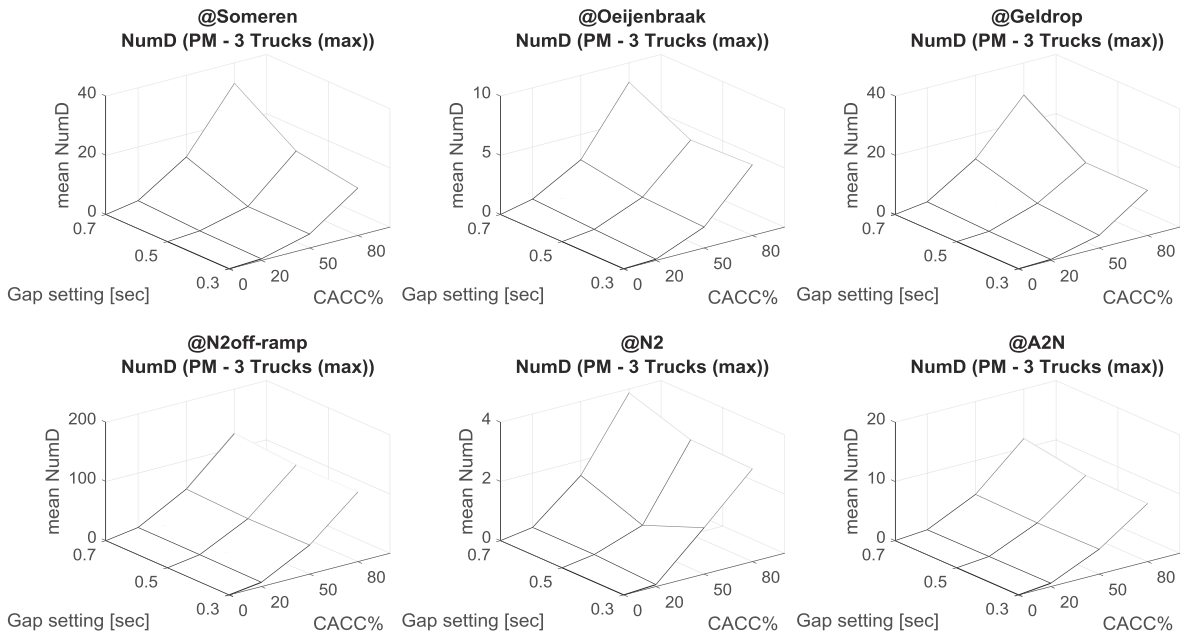 @Someren
NumD (PM - 3 Trucks (max))
40
20
0
mean NumD
0.7
0.5
0.3
Gap setting [sec]
0
20
50
80
CACC%
@Oeijenbraak
NumD (PM - 3 Trucks (max))
10
5
0
mean NumD
0.7
0.5
0.3
Gap setting [sec]
0
20
50
80
CACC%
@Geldrop
NumD (PM - 3 Trucks (max))
40
20
0
mean NumD
0.7
0.5
0.3
Gap setting [sec]
0
20
50
80
CACC%
@N2off-ramp
NumD (PM - 3 Trucks (max))
200
100
0
mean NumD
0.7
0.5
0.3
Gap setting [sec]
0
20
50
80
CACC%
@N2
NumD (PM - 3 Trucks (max))
4
2
0
mean NumD
0.7
0.5
0.3
Gap setting [sec]
0
20
50
80
CACC%
@A2N
NumD (PM - 3 Trucks (max))
20
10
0
mean NumD
0.7
0.5
0.3
Gap setting [sec]
0
20
50
80
CACC%